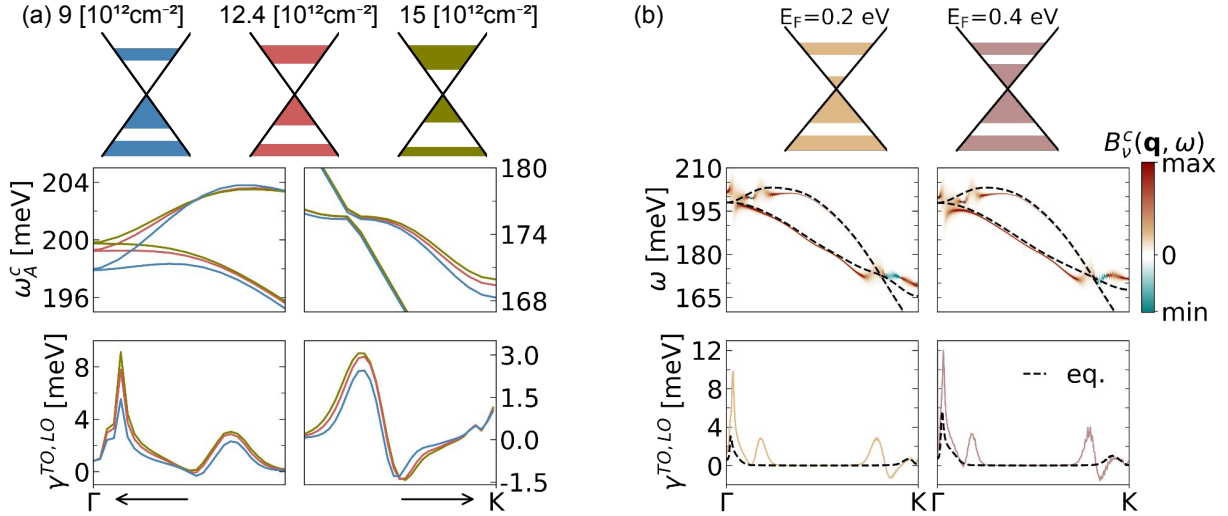 (a) 9 [10¹²cm⁻²] 12.4 [10¹²cm⁻²] 15 [10¹²cm⁻²]
204
200
196
ω_A^c [meV]
180
174
168
8
4
0
γ^{TO, LO} [meV]
3.0
1.5
0.0
-1.5
Γ K
(b) E_F=0.2 eV E_F=0.4 eV
210
195
180
165
ω [meV]
B_ν^c(q, ω)
max
0
min
12
8
4
0
γ^{TO, LO} [meV]
eq.
Γ K Γ K